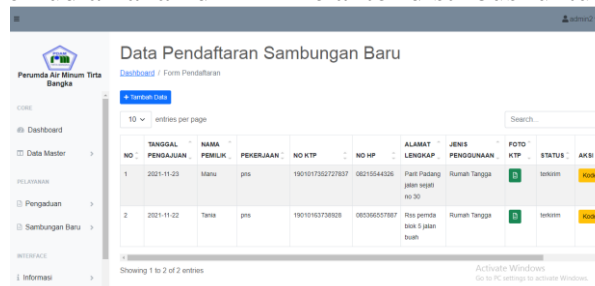 admin2
Perumda Air Minum Tirta
Bangka
CORE
Dashboard
Data Master
PELAYANAN
Pengaduan
Sambungan Baru
INTERFACE
Informasi
Data Pendaftaran Sambungan Baru
Dashboard / Form Pendaftaran
+ Tambah Data
10 entries per page
Search...
NO TANGGAL PENGAJUAN NAMA PEMILIK PEKERJAAN NO KTP NO HP ALAMAT LENGKAP JENIS PENGGUNAAN FOTO KTP STATUS AKSI
1 2021-11-23 Manu pns 1901017352727837 08215544326 Parit Padang Rumah Tangga terkirim Kode
jalan sejati
no 30
2 2021-11-22 Tania pns 19010163738928 085366557887 Rss pemda Rumah Tangga terkirim Kode
blok 5 jalan
buah
Showing 1 to 2 of 2 entries
Activate Windows
Go to PC settings to activate Windows.